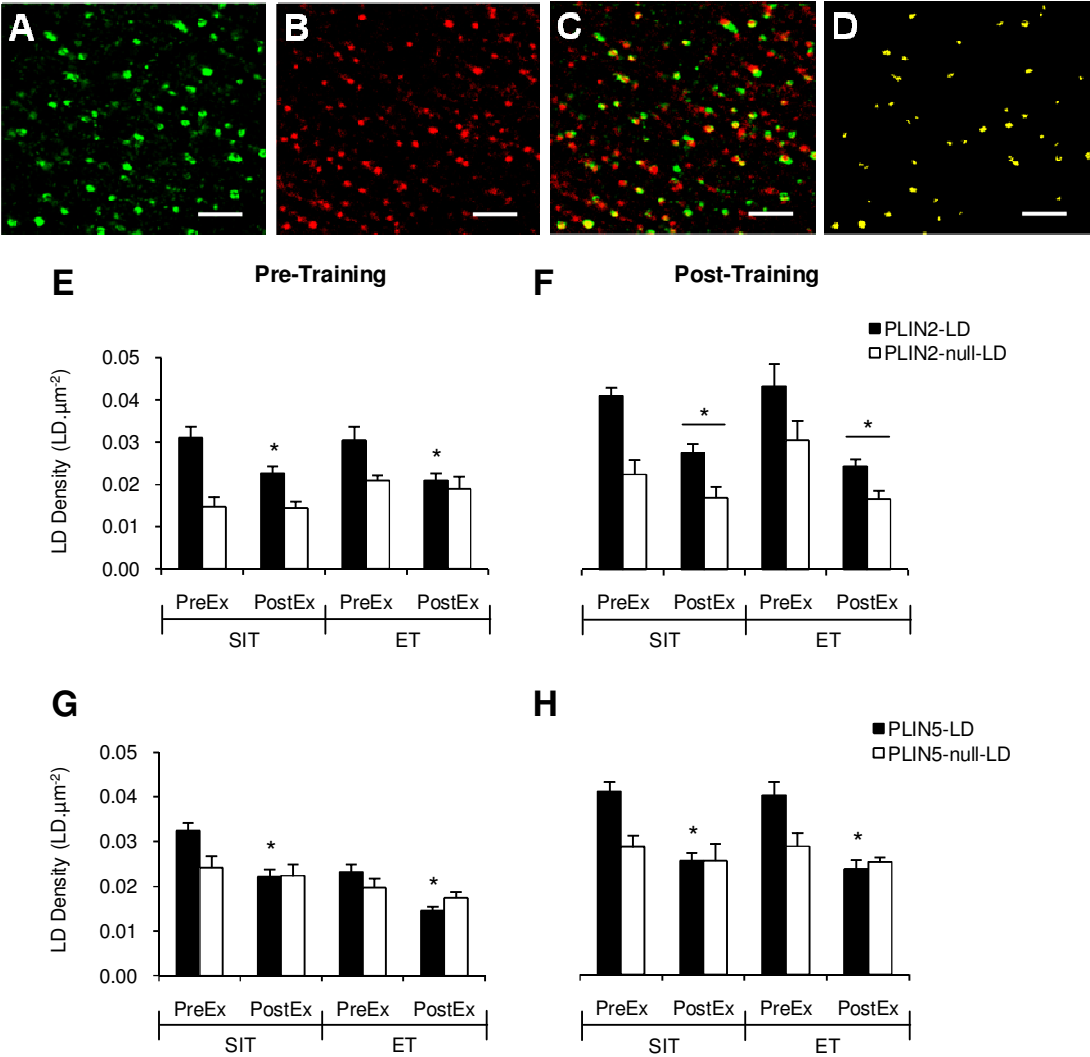 A
B
C
D
E
Pre-Training
F
Post-Training
PLIN2-LD
PLIN2-null-LD
LD Density (LD.µm-2)
0.05
0.04
0.03
0.02
0.01
0.00
*
*
*
*
PreEx PostEx PreEx PostEx
SIT ET
PreEx PostEx PreEx PostEx
SIT ET
G
H
PLIN5-LD
PLIN5-null-LD
LD Density (LD.µm-2)
0.05
0.04
0.03
0.02
0.01
0.00
*
*
*
*
PreEx PostEx PreEx PostEx
SIT ET
PreEx PostEx PreEx PostEx
SIT ET